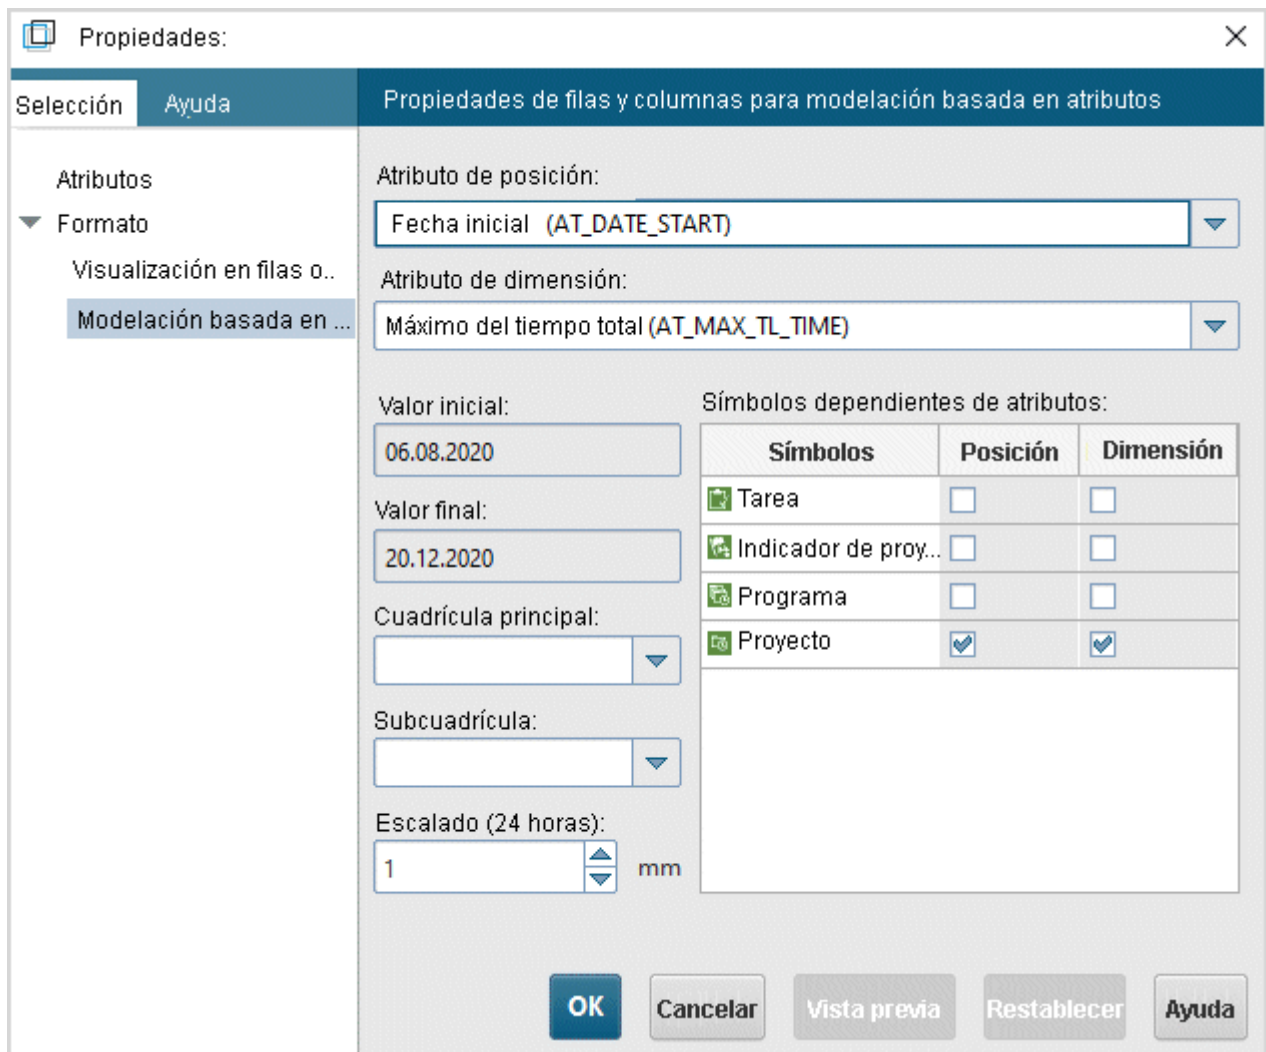 Propiedades:
Selección
Ayuda
Propiedades de filas y columnas para modelación basada en atributos
Atributos
Formato
Visualización en filas o..
Modelación basada en ...
Atributo de posición:
Fecha inicial (AT_DATE_START)
Atributo de dimensión:
Máximo del tiempo total (AT_MAX_TL_TIME)
Valor inicial:
06.08.2020
Valor final:
20.12.2020
Cuadrícula principal:
Subcuadrícula:
Escalado (24 horas):
1 mm
Símbolos dependientes de atributos:
Símbolos Posición Dimensión
Tarea
Indicador de proy...
Programa
Proyecto
OK
Cancelar
Vista previa
Restablecer
Ayuda